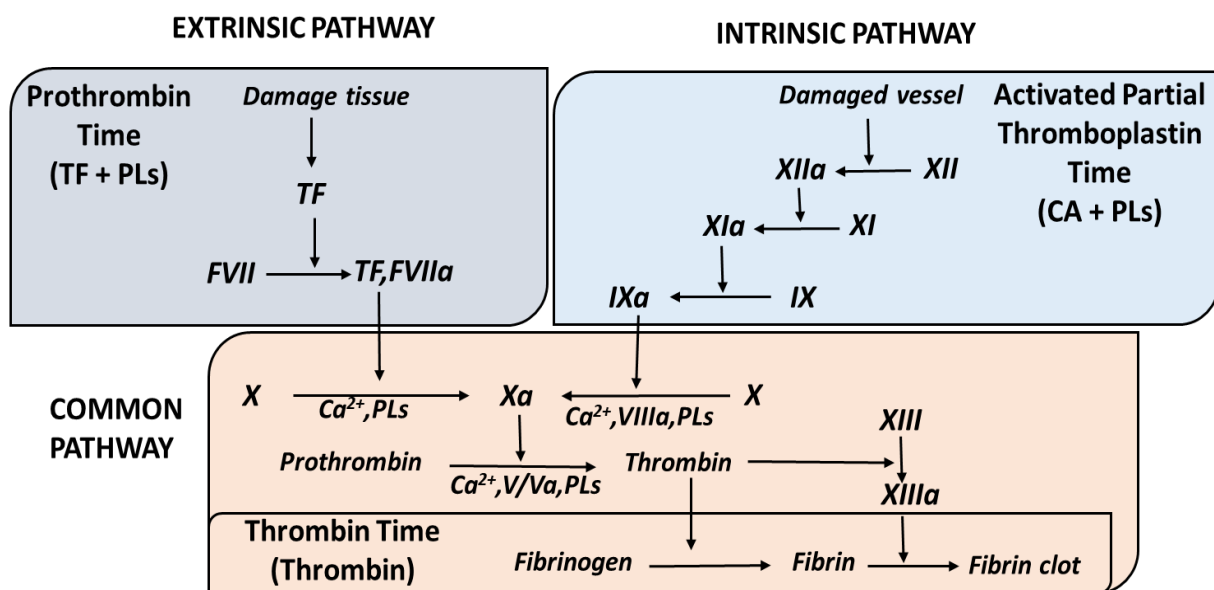 EXTRINSIC PATHWAY
INTRINSIC PATHWAY
Prothrombin
Time
(TF + PLs)
Damage tissue
TF
FVII
TF,FVIIa
Damaged vessel
Activated Partial
Thromboplastin
Time
(CA + PLs)
XIIa
XII
XIa
XI
IXa
IX
COMMON
PATHWAY
X
Ca²⁺,PLs
Xa
Ca²⁺,VIIIa,PLs
X
XIII
Prothrombin
Ca²⁺,V/Va,PLs
Thrombin
XIIIa
Thrombin Time
(Thrombin)
Fibrinogen
Fibrin
Fibrin clot